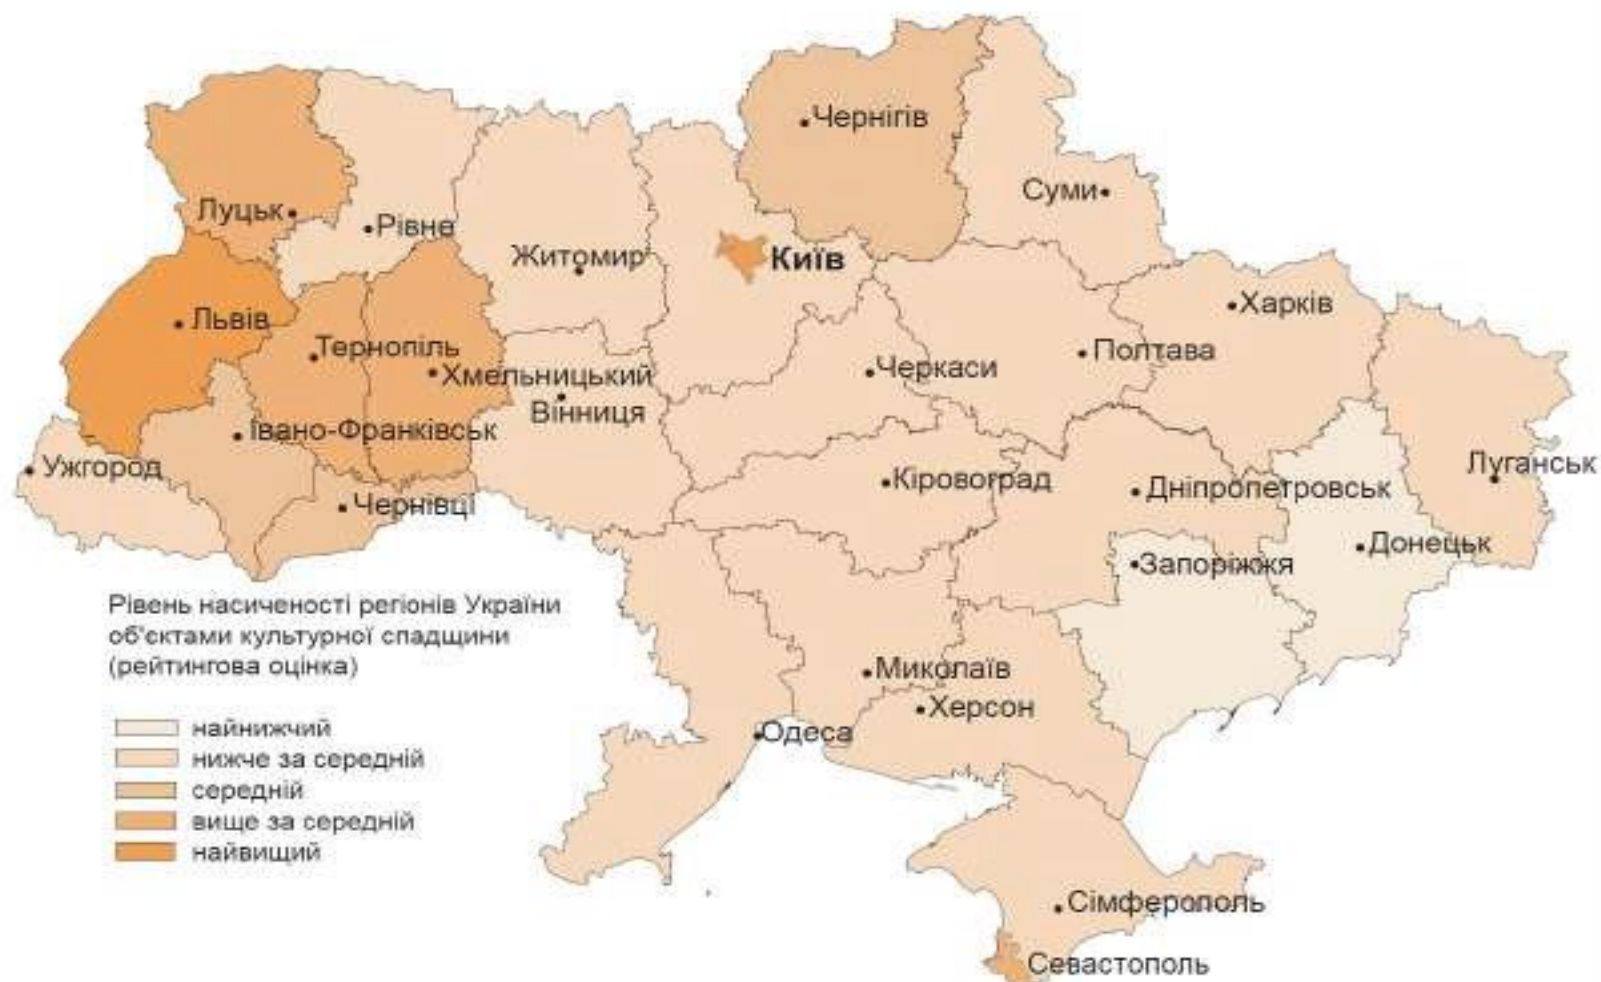 Чернігів
Суми
Луцьк
Рівне
Житомир
Київ
Харків
Львів
Тернопіль
Полтава
Черкаси
Хмельницький
Вінниця
Івано-Франківськ
Ужгород
Луганськ
Кіровоград
Дніпропетровськ
Чернівці
Донецьк
Запоріжжя
Рівень насиченості регіонів України
об'єктами культурної спадщини
(рейтингова оцінка)
Миколаїв
Херсон
Одеса
найнижчий
нижче за середній
середній
вище за середній
найвищий
Сімферополь
Севастополь